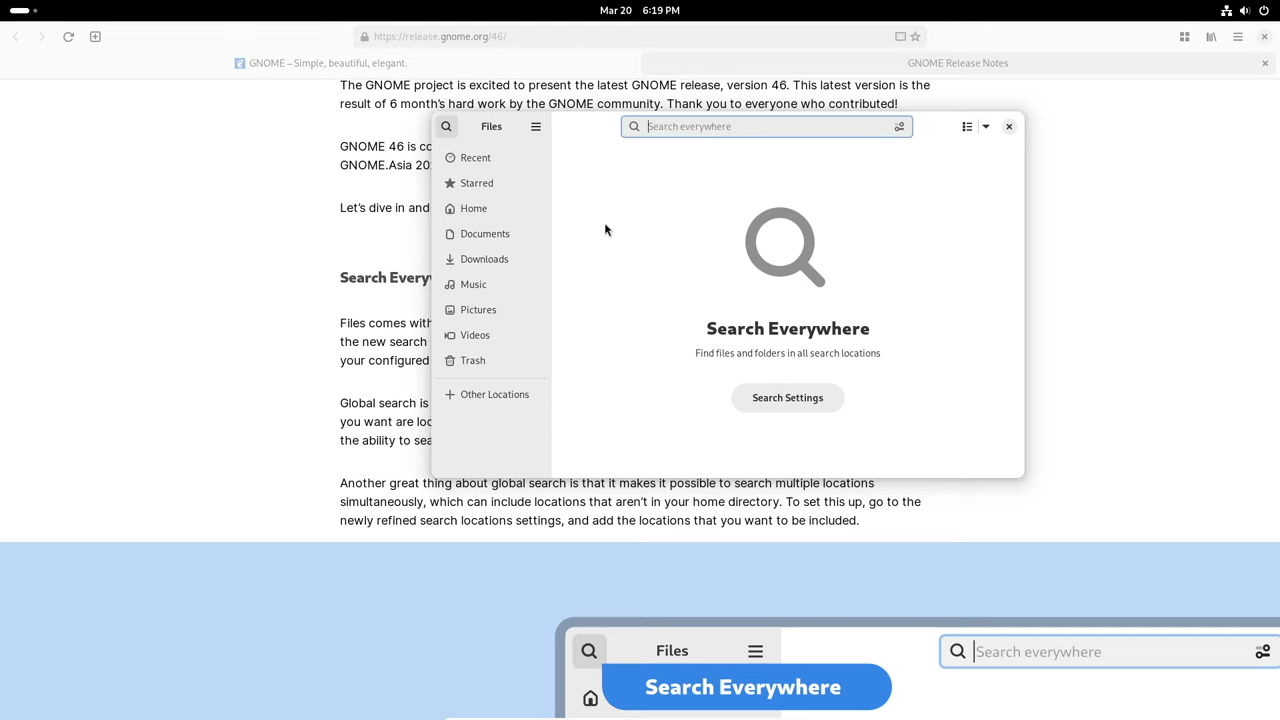 Mar 20 6:19 PM
https://release.gnome.org/46/
GNOME – Simple, beautiful, elegant.
GNOME Release Notes
The GNOME project is excited to present the latest GNOME release, version 46. This latest version is the
result of 6 month’s hard work by the GNOME community. Thank you to everyone who contributed!
GNOME 46 is co
GNOME.Asia 20
Let’s dive in and
Search Every
Files comes with
the new search
your configured
Global search is
you want are loc
the ability to sea
Another great thing about global search is that it makes it possible to search multiple locations
simultaneously, which can include locations that aren’t in your home directory. To set this up, go to the
newly refined search locations settings, and add the locations that you want to be included.
Files
Search everywhere
Recent
Starred
Home
Documents
Downloads
Music
Pictures
Videos
Trash
Other Locations
Search Everywhere
Find files and folders in all search locations
Search Settings
Files
Search everywhere
Search Everywhere